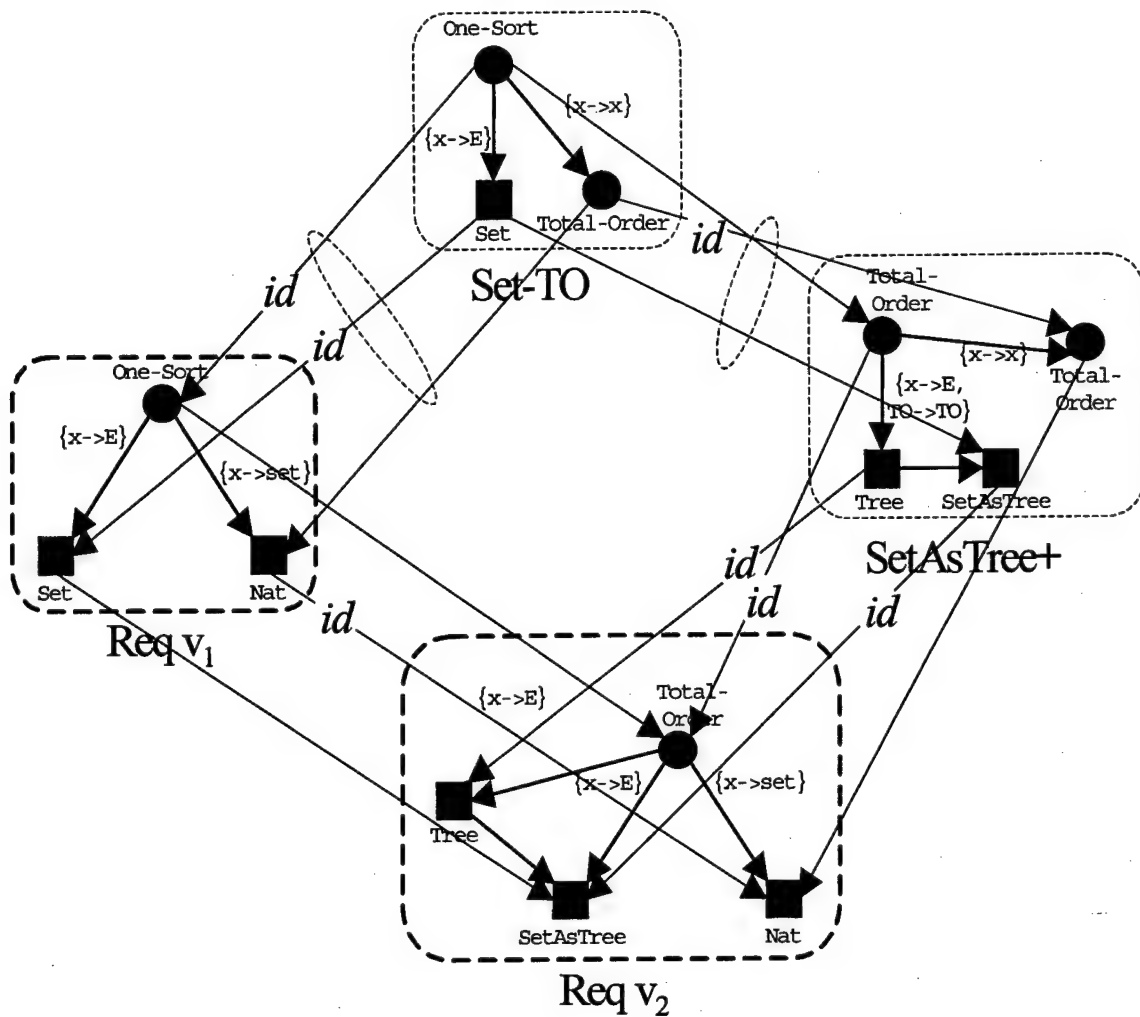 One-Sort
{x->x}
{x->E}
Set
Total-Order
Set-TO
id
id
id
Total-
Order
{x->x}
Total-
Order
{x->E,
TO->TO}
Tree
SetAsTree
SetAsTree+
One-Sort
{x->E}
{x->set}
Set
Nat
Req v₁
id
id
id
id
{x->E}
Total-
Order
{x->E}
{x->set}
Tree
SetAsTree
Nat
Req v₂